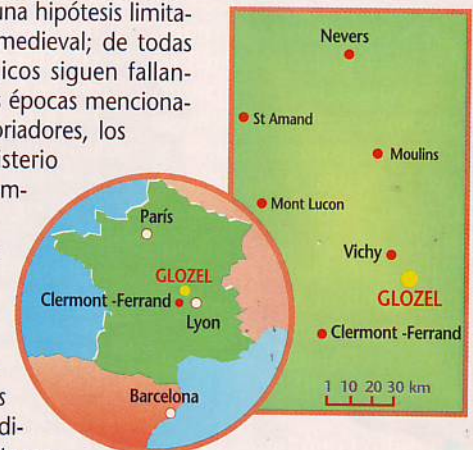 una hipótesis limita-
medieval; de todas
nicos siguen fallan-
s épocas menciona-
oriadores, los
isterio
m-
s
di-
Nevers
St Amand
Moulins
Mont Lucon
Vichy
GLOZEL
Clermont -Ferrand
1 10 20 30 km
París
GLOZEL
Clermont -Ferrand
Lyon
Barcelona